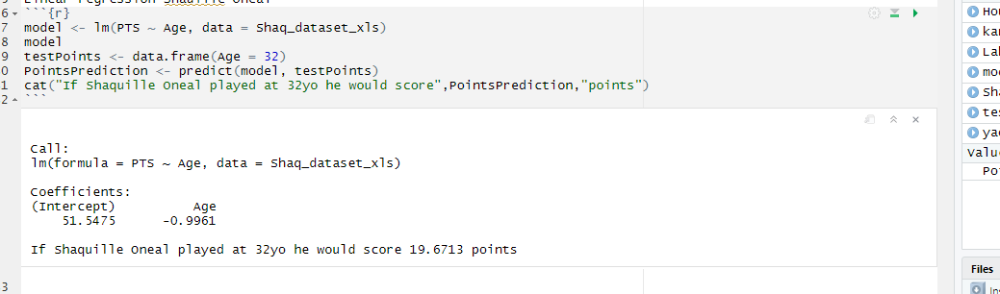 Linear regression Shaquille Oneal
6 ```{r}
7 model <- lm(PTS ~ Age, data = Shaq_dataset_xls)
8 model
9 testPoints <- data.frame(Age = 32)
0 PointsPrediction <- predict(model, testPoints)
1 cat("If Shaquille Oneal played at 32yo he would score",PointsPrediction,"points")
2 ```
Call:
lm(formula = PTS ~ Age, data = Shaq_dataset_xls)
Coefficients:
(Intercept) Age
51.5475 -0.9961
If Shaquille Oneal played at 32yo he would score 19.6713 points
3
Hou
kar
Lal
mo
Sha
te
ya
Valu
Po
Files
In